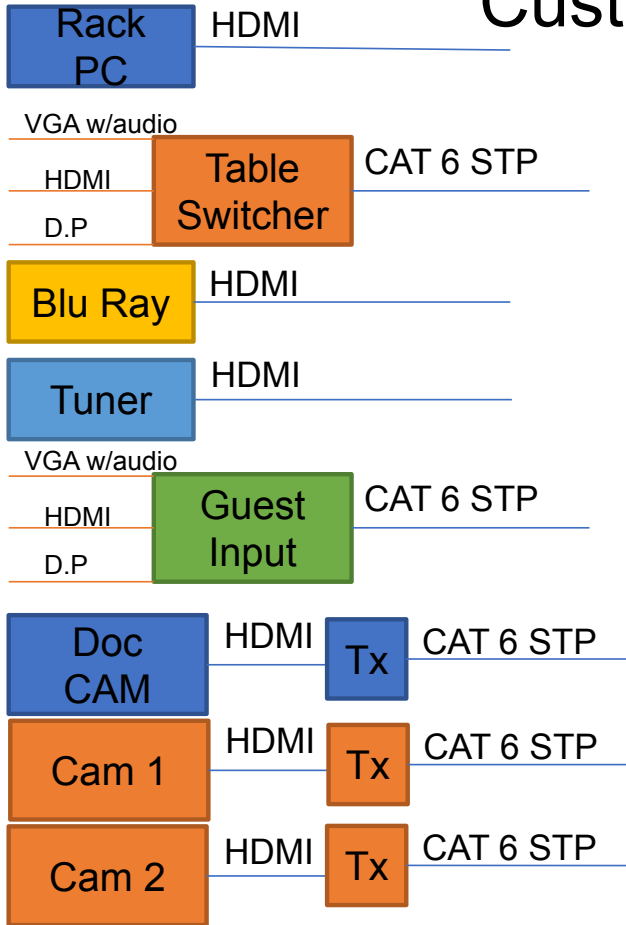 Cust
Rack
PC
HDMI
VGA w/audio
HDMI
D.P
Table
Switcher
CAT 6 STP
Blu Ray
HDMI
Tuner
HDMI
VGA w/audio
HDMI
D.P
Guest
Input
CAT 6 STP
Doc
CAM
HDMI
Tx
CAT 6 STP
Cam 1
HDMI
Tx
CAT 6 STP
Cam 2
HDMI
Tx
CAT 6 STP